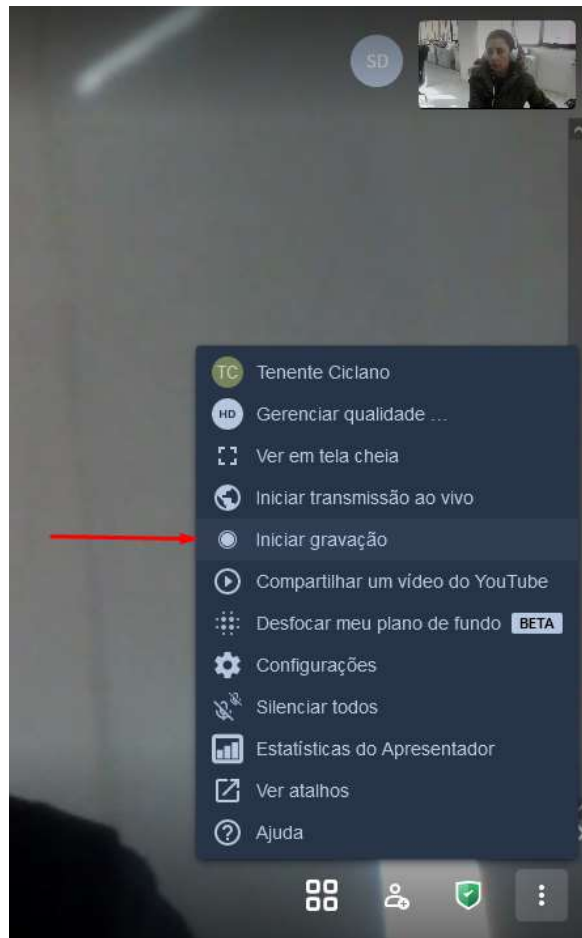 SD
TC Tenente Ciclano
HD Gerenciar qualidade ...
Ver em tela cheia
Iniciar transmissão ao vivo
Iniciar gravação
Compartilhar um vídeo do YouTube
Desfocar meu plano de fundo BETA
Configurações
Silenciar todos
Estatísticas do Apresentador
Ver atalhos
Ajuda